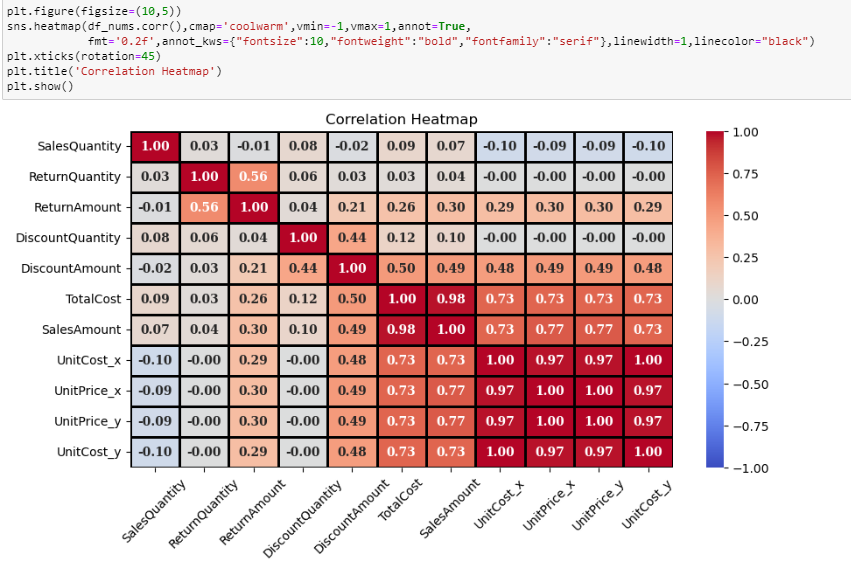 plt.figure(figsize=(10,5))
sns.heatmap(df_nums.corr(),cmap='coolwarm',vmin=-1,vmax=1,annot=True,
fmt='0.2f',annot_kws={"fontsize":10,"fontweight":"bold","fontfamily":"serif"},linewidth=1,linecolor="black")
plt.xticks(rotation=45)
plt.title('Correlation Heatmap')
plt.show()
Correlation Heatmap
SalesQuantity 1.00 0.03 -0.01 0.08 -0.02 0.09 0.07 -0.10 -0.09 -0.09 -0.10
ReturnQuantity 0.03 1.00 0.56 0.06 0.03 0.03 0.04 -0.00 -0.00 -0.00 -0.00
ReturnAmount -0.01 0.56 1.00 0.04 0.21 0.26 0.30 0.29 0.30 0.30 0.29
DiscountQuantity 0.08 0.06 0.04 1.00 0.44 0.12 0.10 -0.00 -0.00 -0.00 -0.00
DiscountAmount -0.02 0.03 0.21 0.44 1.00 0.50 0.49 0.48 0.49 0.49 0.48
TotalCost 0.09 0.03 0.26 0.12 0.50 1.00 0.98 0.73 0.73 0.73 0.73
SalesAmount 0.07 0.04 0.30 0.10 0.49 0.98 1.00 0.73 0.77 0.77 0.73
UnitCost_x -0.10 -0.00 0.29 -0.00 0.48 0.73 0.73 1.00 0.97 0.97 1.00
UnitPrice_x -0.09 -0.00 0.30 -0.00 0.49 0.73 0.77 0.97 1.00 1.00 0.97
UnitPrice_y -0.09 -0.00 0.30 -0.00 0.49 0.73 0.77 0.97 1.00 1.00 0.97
UnitCost_y -0.10 -0.00 0.29 -0.00 0.48 0.73 0.73 1.00 0.97 0.97 1.00
SalesQuantity
ReturnQuantity
ReturnAmount
DiscountQuantity
DiscountAmount
TotalCost
SalesAmount
UnitCost_x
UnitPrice_x
UnitPrice_y
UnitCost_y
1.00
0.75
0.50
0.25
0.00
−0.25
−0.50
−0.75
−1.00